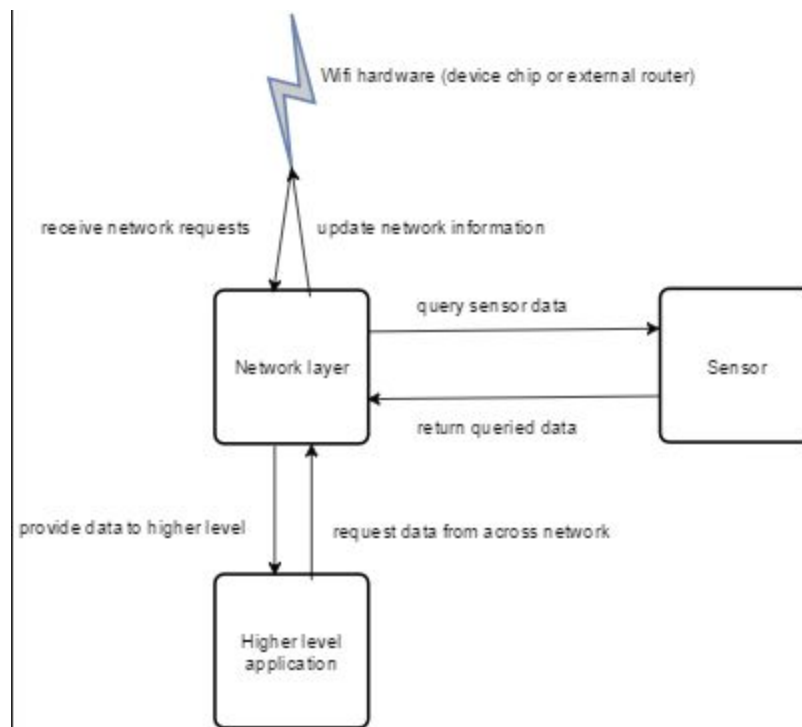 Wifi hardware (device chip or external router)
receive network requests
update network information
query sensor data
Network layer
Sensor
return queried data
provide data to higher level
request data from across network
Higher level
application